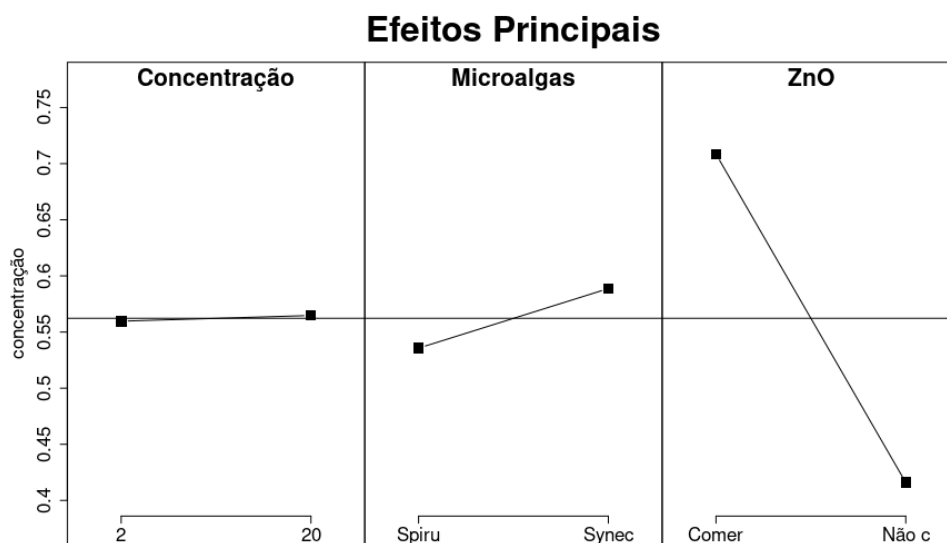 Efeitos Principais
Concentração
Microalgas
ZnO
concentração
0.75
0.7
0.65
0.6
0.55
0.5
0.45
0.4
2
20
Spiru
Synec
Comer
Não c